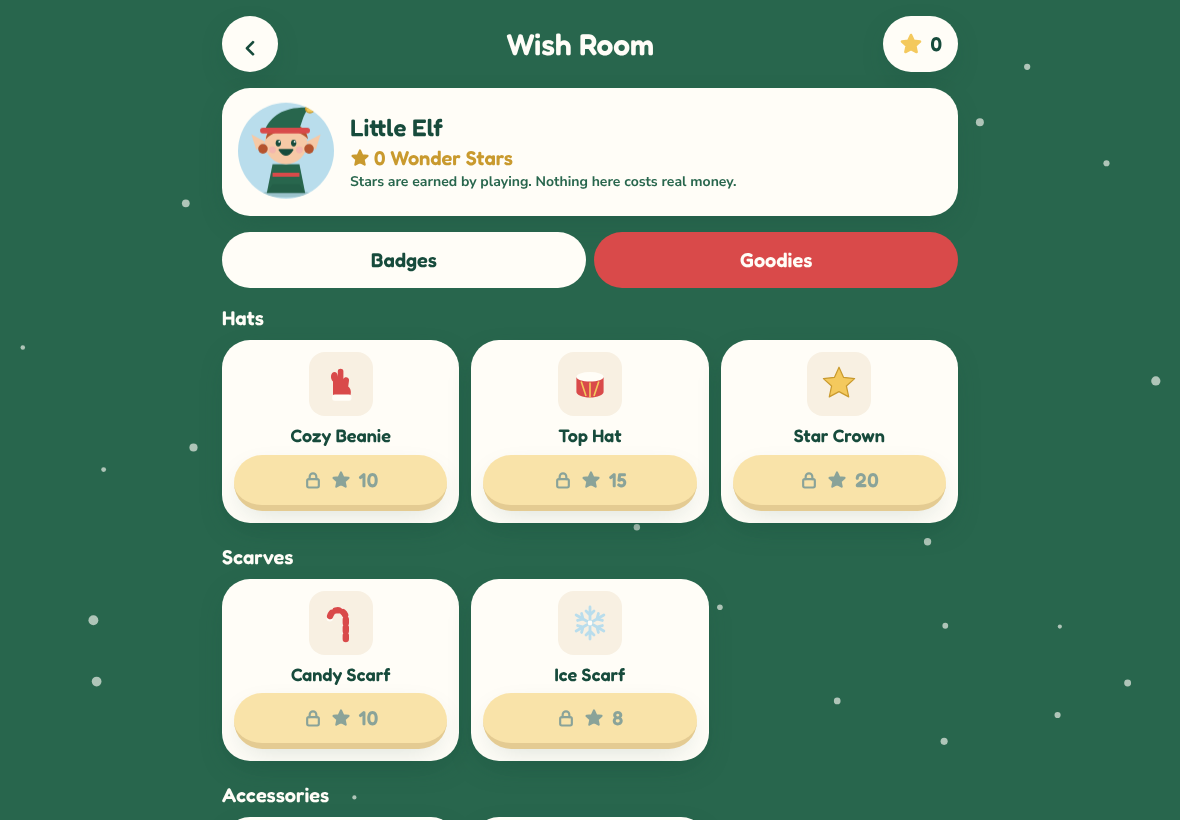 Wish Room
0
Little Elf
0 Wonder Stars
Stars are earned by playing. Nothing here costs real money.
Badges
Goodies
Hats
Cozy Beanie
Top Hat
Star Crown
10
15
20
Scarves
Candy Scarf
Ice Scarf
10
8
Accessories